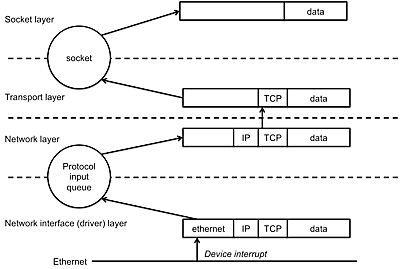 Socket layer
data
socket
Transport layer
TCP data
Network layer
IP TCP data
Protocol
input
queue
Network interface (driver) layer
ethernet IP TCP data
Device interrupt
Ethernet